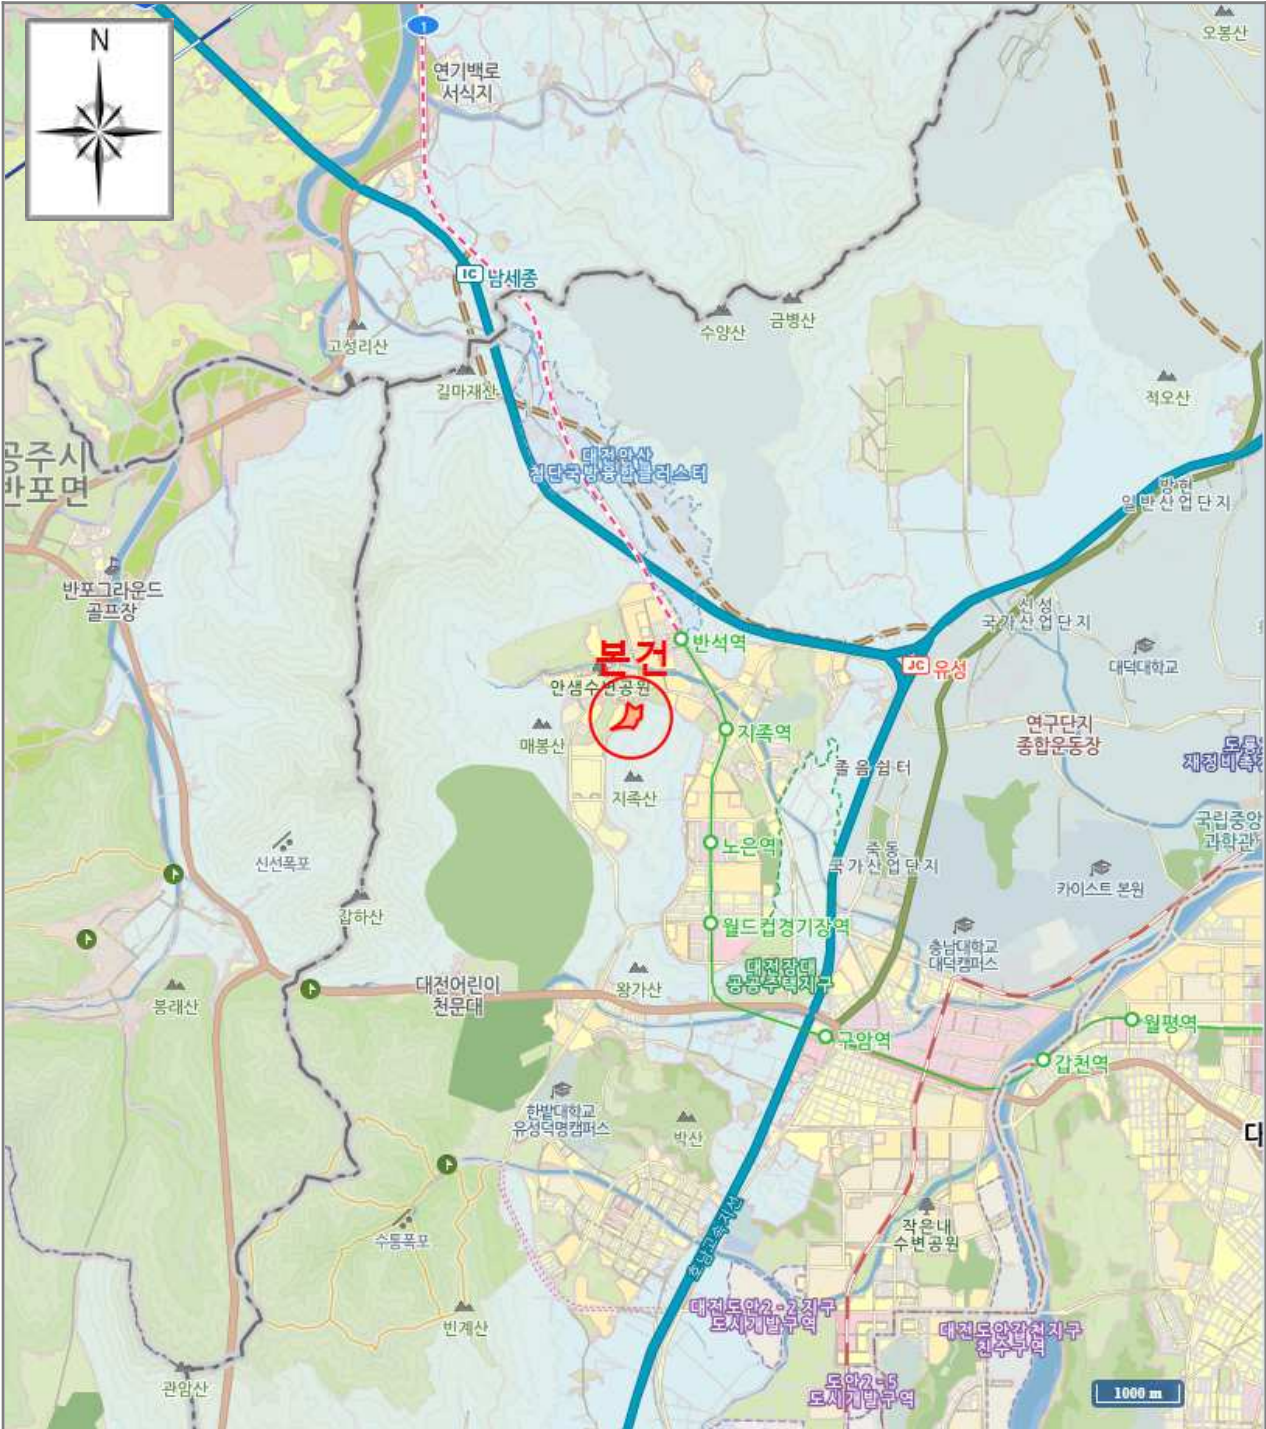 N
1
오봉산
연기백로
서식지
IC 남세종
수양산
금병산
고성리산
길마재산
적오산
공주시
반포면
대전안산
첨단국방융합클러스터
방현
일반산업단지
반포그라운드
골프장
신성
국가산업단지
대덕대학교
반석역
본건
JC 유성
안샘수변공원
매봉산
지족역
연구단지
종합운동장
졸음쉼터
지족산
국립중앙
과학관
신선폭포
노은역
죽동
국가산업단지
카이스트 본원
갑하산
월드컵경기장역
충남대학교
대덕캠퍼스
대전장대
공공주택지구
봉래산
대전어린이
천문대
왕가산
구암역
월평역
갑천역
한밭대학교
유성덕명캠퍼스
박산
대
수통폭포
호남고속지선
작은내
수변공원
빈계산
대전도안2-2지구
도시개발구역
대전도안갑천지구
친수구역
관암산
도안2-5
도시개발구역
1000 m